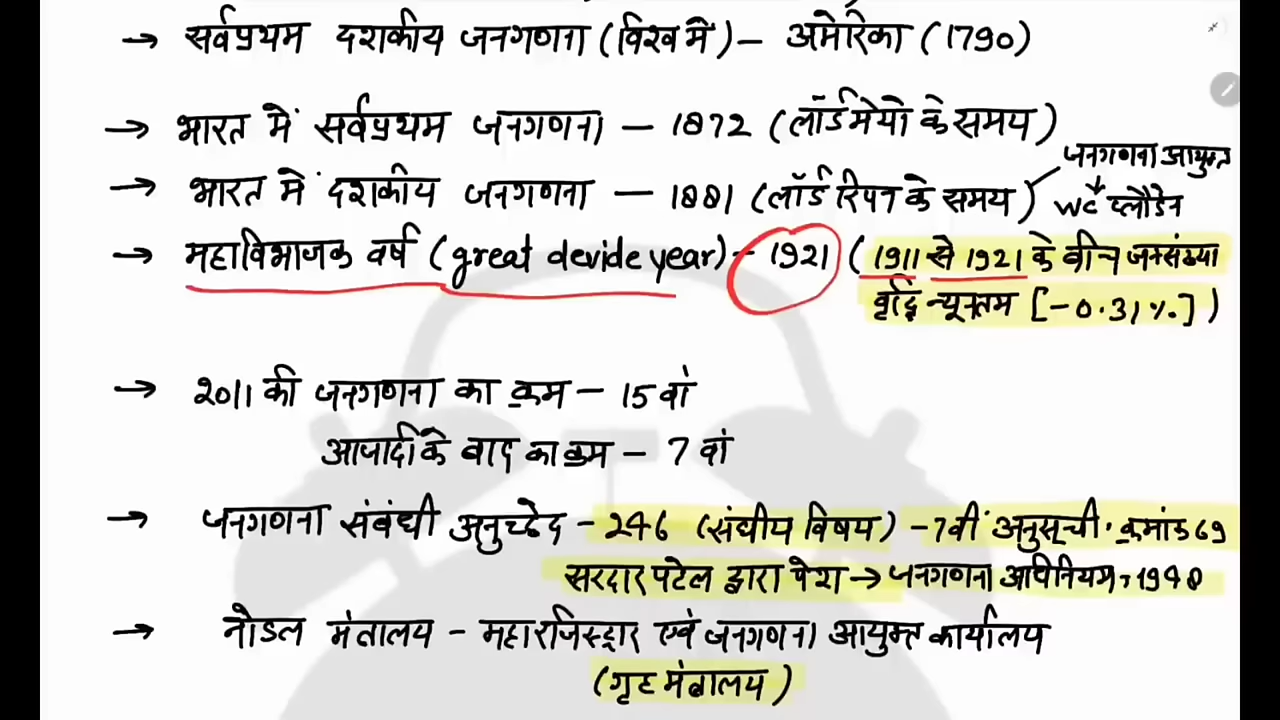 → सर्वप्रथम दशकीय जनगणना (विश्व में) – अमेरिका (1790)
→ भारत में सर्वप्रथम जनगणना – 1872 (लॉर्ड मेयो के समय)
जनगणना आयुक्त
→ भारत में दशकीय जनगणना – 1881 (लॉर्ड रिपन के समय)
WC प्लौडेन
→ महाविभाजक वर्ष (great devide year) – 1921 (1911 से 1921 के बीच जनसंख्या
वृद्धि न्यूनतम [-0.31%])
→ 2011 की जनगणना का क्रम – 15 वां
आजादी के बाद का क्रम – 7 वां
→ जनगणना संबंधी अनुच्छेद – 246 (संघीय विषय) – 7वीं अनुसूची. क्रमांक 69
सरदार पटेल द्वारा पेश → जनगणना अधिनियम, 1948
→ नोडल मंत्रालय – महारजिस्ट्रार एवं जनगणना आयुक्त कार्यालय
(गृह मंत्रालय)